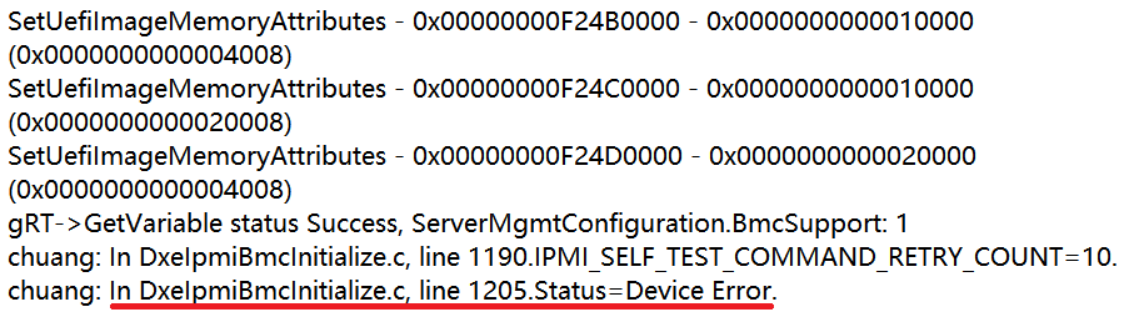 SetUefiImageMemoryAttributes - 0x00000000F24B0000 - 0x0000000000010000
(0x0000000000004008)
SetUefiImageMemoryAttributes - 0x00000000F24C0000 - 0x0000000000010000
(0x0000000000020008)
SetUefiImageMemoryAttributes - 0x00000000F24D0000 - 0x0000000000020000
(0x0000000000004008)
gRT->GetVariable status Success, ServerMgmtConfiguration.BmcSupport: 1
chuang: In DxeIpmiBmcInitialize.c, line 1190.IPMI_SELF_TEST_COMMAND_RETRY_COUNT=10.
chuang: In DxeIpmiBmcInitialize.c, line 1205.Status=Device Error.